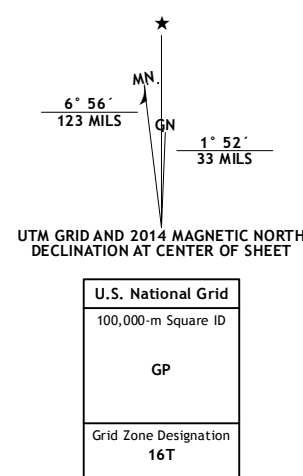 ★
MN.
GN
6° 56´
123 MILS
1° 52´
33 MILS
UTM GRID AND 2014 MAGNETIC NORTH
DECLINATION AT CENTER OF SHEET
U.S. National Grid
100,000-m Square ID
GP
Grid Zone Designation
16T